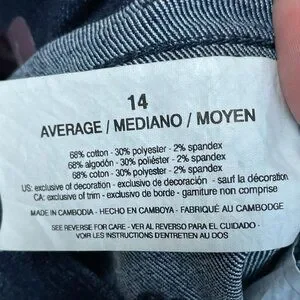 14
AVERAGE / MEDIANO / MOYEN
68% cotton - 30% polyester - 2% spandex
68% algodón - 30% poliéster - 2% spandex
68% coton - 30% polyester - 2% spandex
US: exclusive of decoration - exclusivo de decoración - sauf la décoration
CA: exclusive of trim - exclusivo de borde - garniture non comprise
MADE IN CAMBODIA - HECHO EN CAMBOYA - FABRIQUÉ AU CAMBODGE
SEE REVERSE FOR CARE - VER AL REVERSO PARA EL CUIDADO -
VOIR LES INSTRUCTIONS D'ENTRETIEN AU DOS